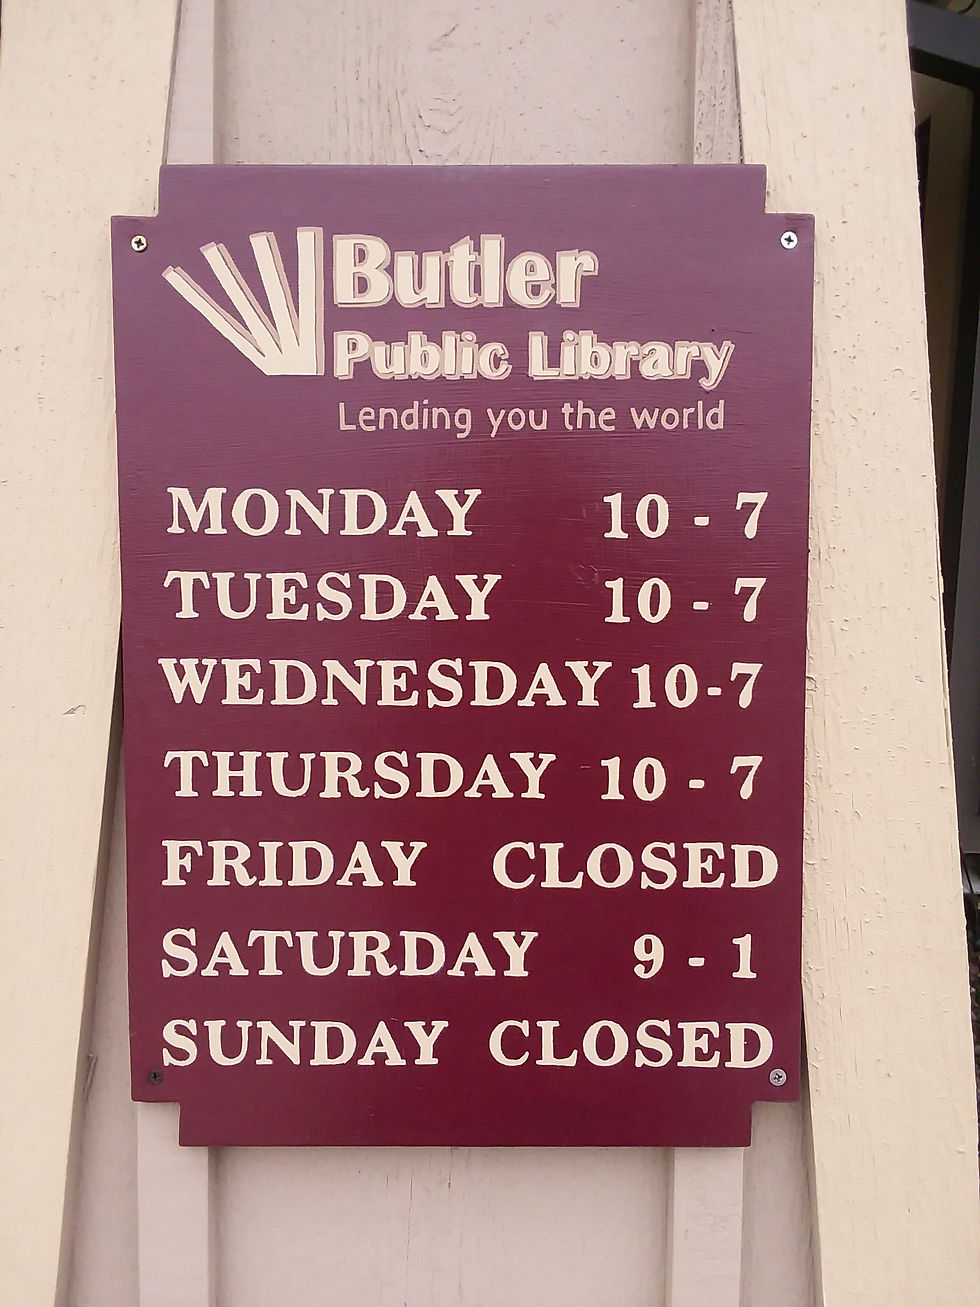 Butler
Public Library
Lending you the world
MONDAY 10 - 7
TUESDAY 10 - 7
WEDNESDAY 10-7
THURSDAY 10 - 7
FRIDAY CLOSED
SATURDAY 9 - 1
SUNDAY CLOSED